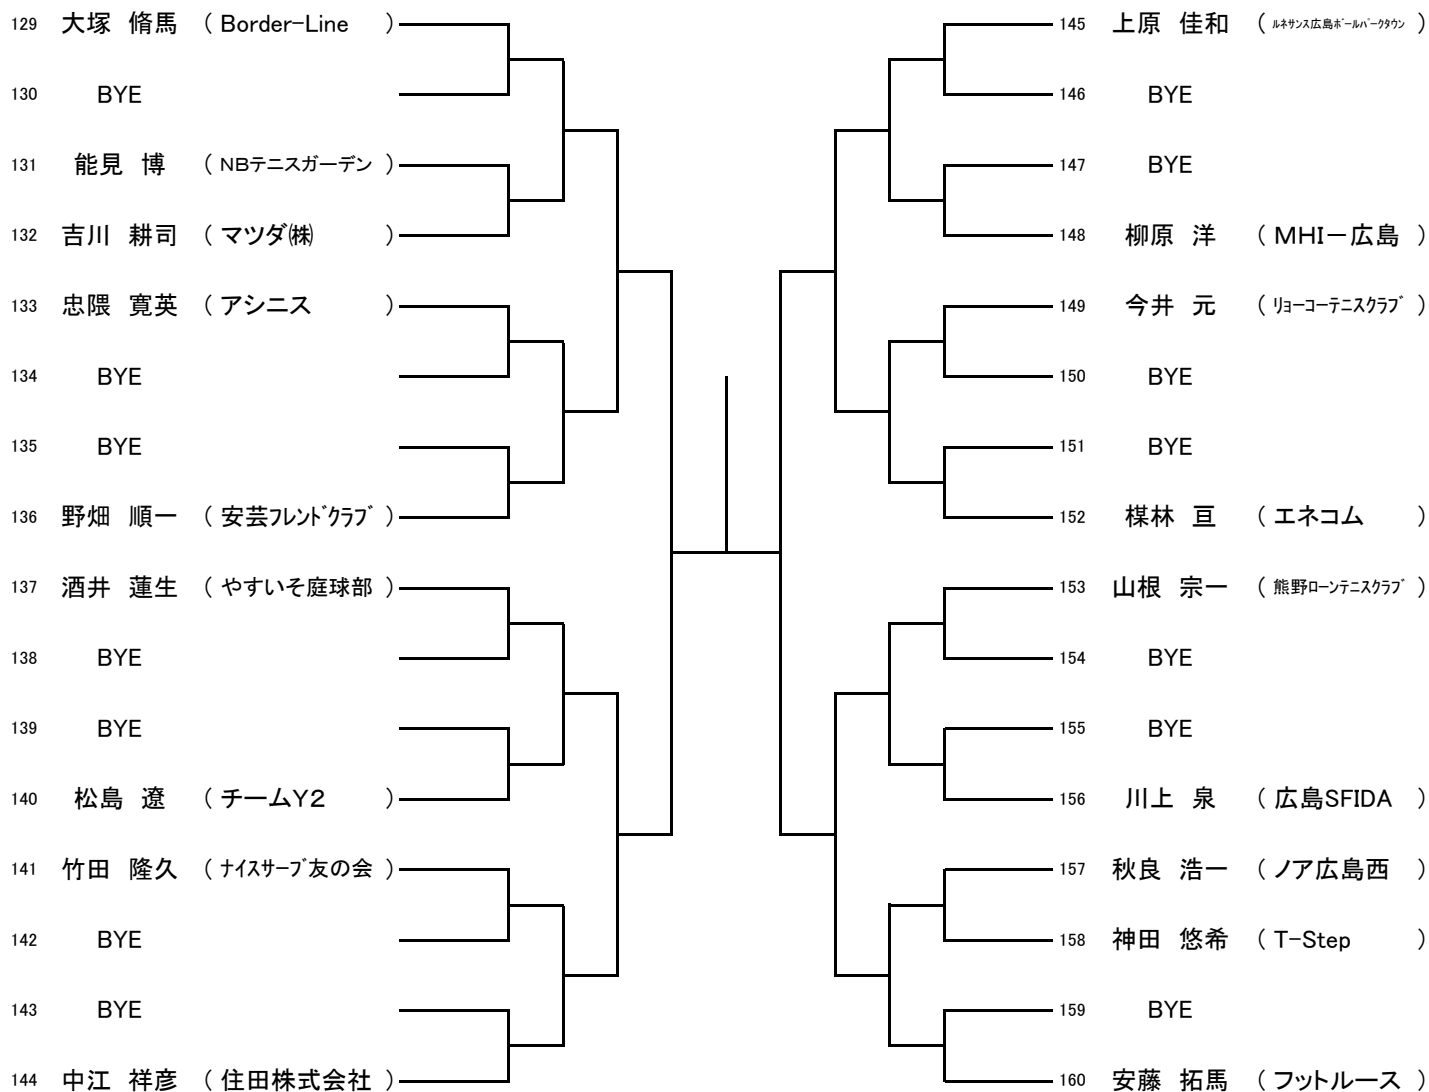 129 大塚 脩馬 ( Border-Line )
130 BYE
131 能見 博 ( NBテニスガーデン )
132 吉川 耕司 ( マツダ㈱ )
133 忠隈 寛英 ( アシニス )
134 BYE
135 BYE
136 野畑 順一 ( 安芸ﾌﾚﾝﾄﾞｸﾗﾌﾞ )
137 酒井 蓮生 ( やすいそ庭球部 )
138 BYE
139 BYE
140 松島 遼 ( チームY2 )
141 竹田 隆久 ( ﾅｲｽｻｰﾌﾞ友の会 )
142 BYE
143 BYE
144 中江 祥彦 ( 住田株式会社 )
145 上原 佳和 ( ﾙﾈｻﾝｽ広島ﾎﾞｰﾙﾊﾟｰｸﾀｳﾝ )
146 BYE
147 BYE
148 柳原 洋 ( MHI－広島 )
149 今井 元 ( ﾘｮｰｺｰﾃﾆｽｸﾗﾌﾞ )
150 BYE
151 BYE
152 楳林 亘 ( エネコム )
153 山根 宗一 ( 熊野ﾛｰﾝﾃﾆｽｸﾗﾌﾞ )
154 BYE
155 BYE
156 川上 泉 ( 広島SFIDA )
157 秋良 浩一 ( ノア広島西 )
158 神田 悠希 ( T-Step )
159 BYE
160 安藤 拓馬 ( フットルース )